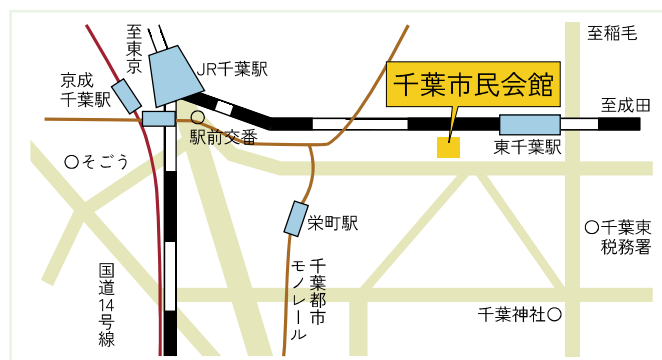 至東京
JR千葉駅
京成
千葉駅
千葉市民会館
至稲毛
至成田
駅前交番
東千葉駅
そごう
栄町駅
千葉東
税務署
国道14号線
千葉都市
モノレール
千葉神社